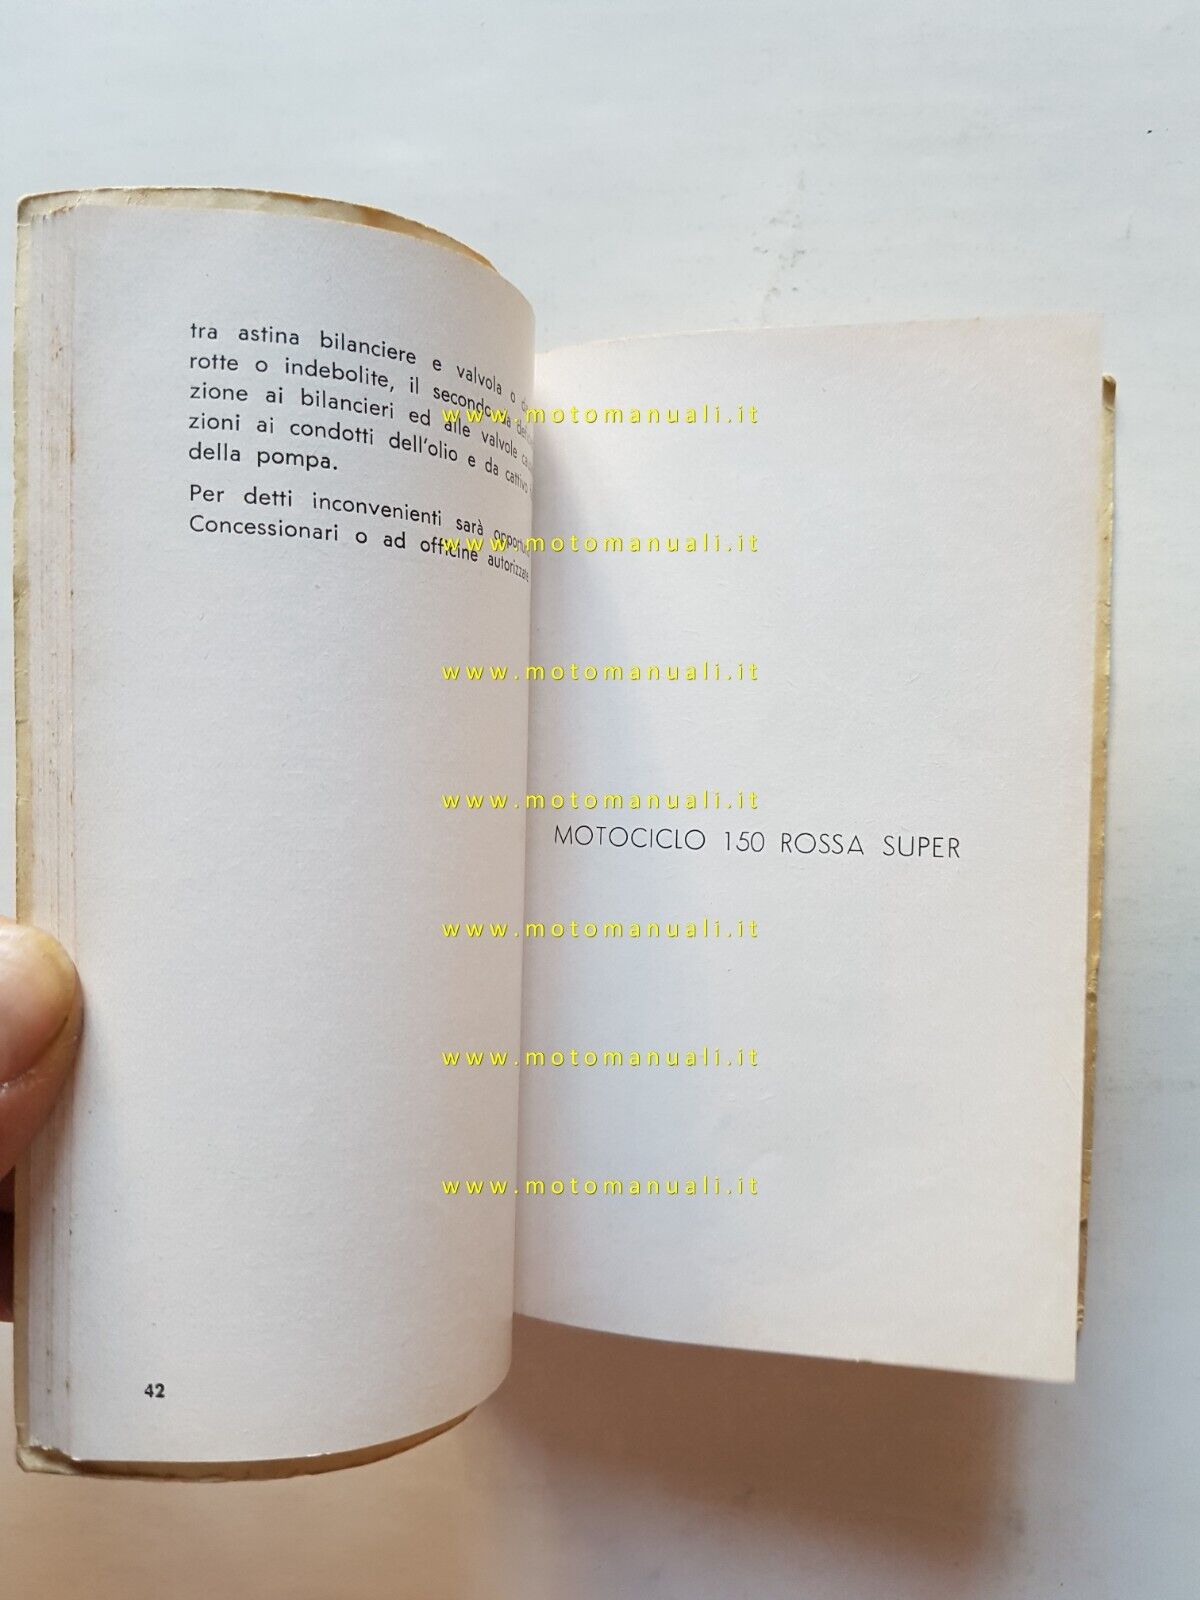 tra astina bilanciere e valvola o
rotte o indebolite, il secondo da
zione ai bilancieri ed alle valvole
zioni ai condotti dell'olio e da cattivo
della pompa.
Per detti inconvenienti sarà
Concessionari o ad officine autorizzate
42
MOTOCICLO 150 ROSSA SUPER
www.motomanuali.it
www.motomanuali.it
www.motomanuali.it
www.motomanuali.it
www.motomanuali.it
www.motomanuali.it
www.motomanuali.it